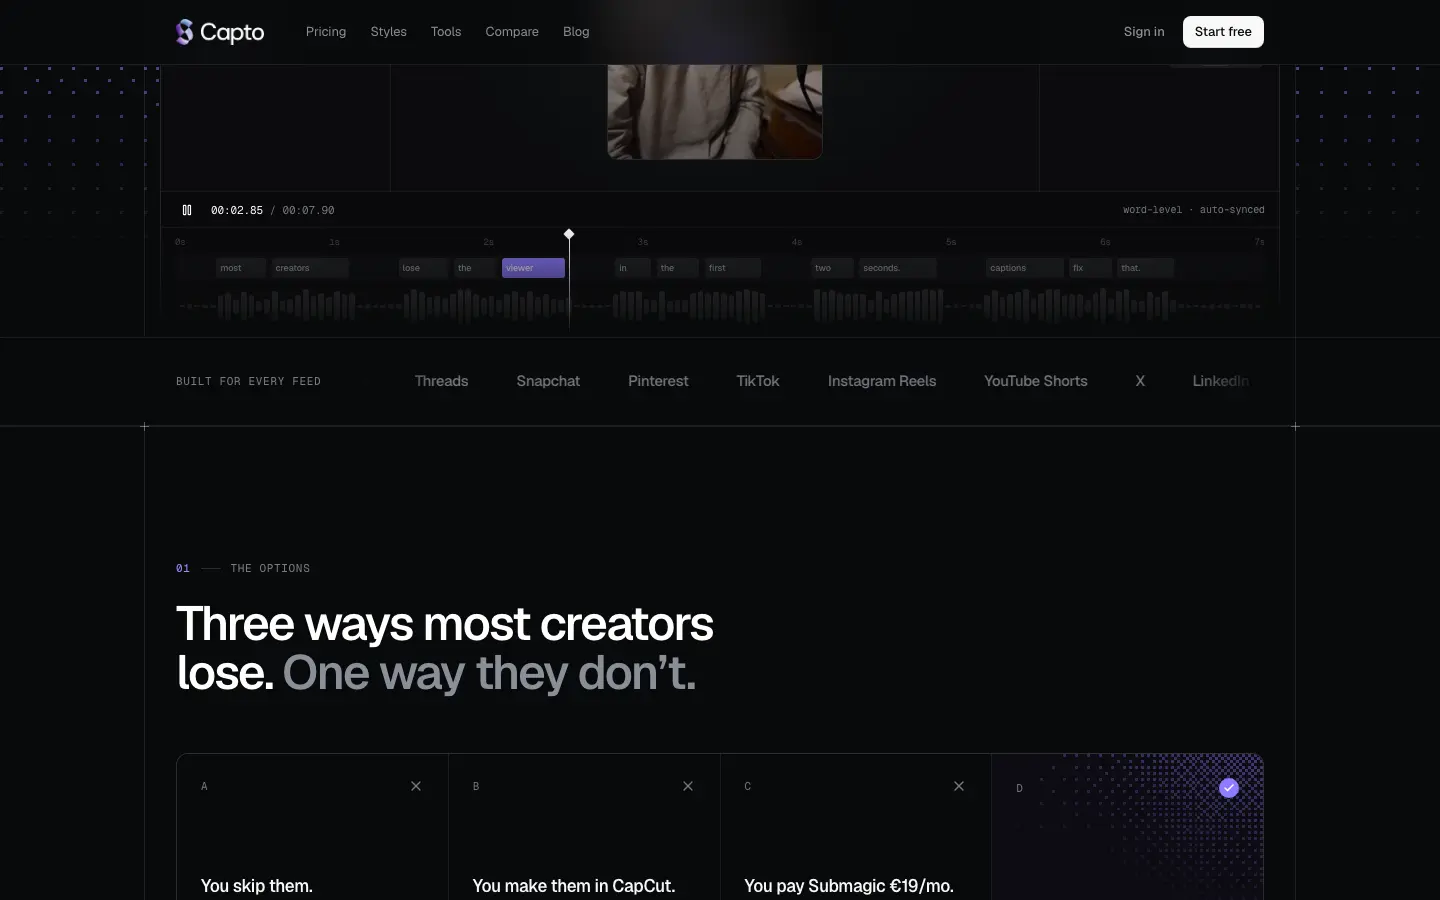 Capto
Pricing Styles Tools Compare Blog Sign in Start free
00:02.85 / 00:07.90 word-level · auto-synced
0s 1s 2s 3s 4s 5s 6s 7s
most creators lose the viewer in the first two seconds. captions fix that.
BUILT FOR EVERY FEED Threads Snapchat Pinterest TikTok Instagram Reels YouTube Shorts X LinkedIn
01 THE OPTIONS
Three ways most creators
lose. One way they don’t.
A B C D
You skip them. You make them in CapCut. You pay Submagic €19/mo.